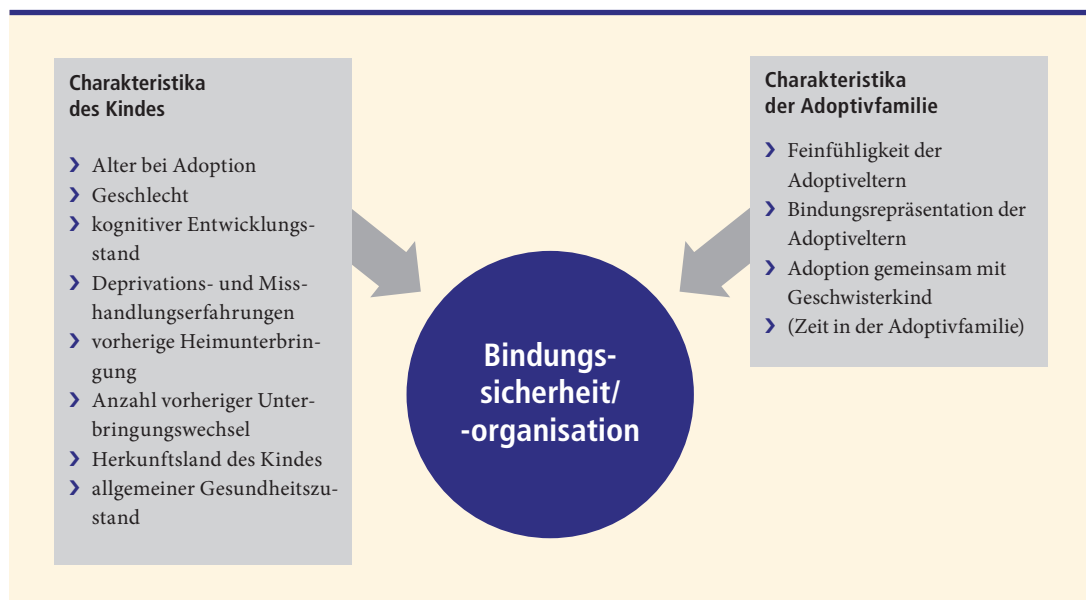 Charakteristika
des Kindes
❯ Alter bei Adoption
❯ Geschlecht
❯ kognitiver Entwicklungs-
stand
❯ Deprivations- und Miss-
handlungserfahrungen
❯ vorherige Heimunterbrin-
gung
❯ Anzahl vorheriger Unter-
bringungswechsel
❯ Herkunftsland des Kindes
❯ allgemeiner Gesundheitszu-
stand
Bindungs-
sicherheit/
-organisation
Charakteristika
der Adoptivfamilie
❯ Feinfühligkeit der
Adoptiveltern
❯ Bindungsrepräsentation der
Adoptiveltern
❯ Adoption gemeinsam mit
Geschwisterkind
❯ (Zeit in der Adoptivfamilie)